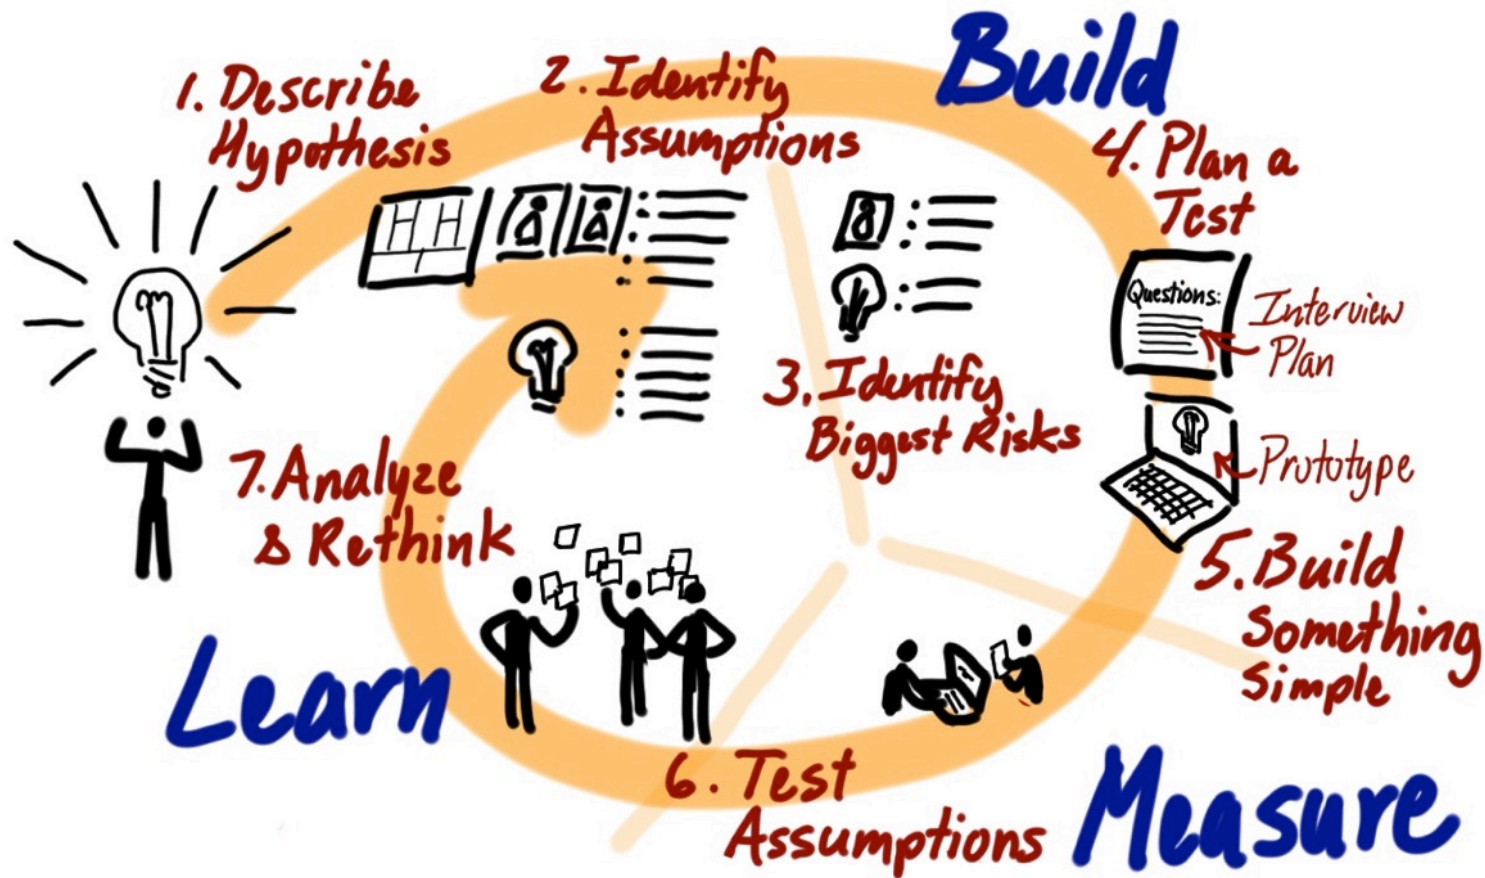 1. Describe
Hypothesis
2. Identify
Assumptions
Build
3. Identify
Biggest Risks
4. Plan a
Test
Questions:
Interview
Plan
Prototype
5. Build
Something
Simple
Measure
6. Test
Assumptions
Learn
7. Analyze
& Rethink